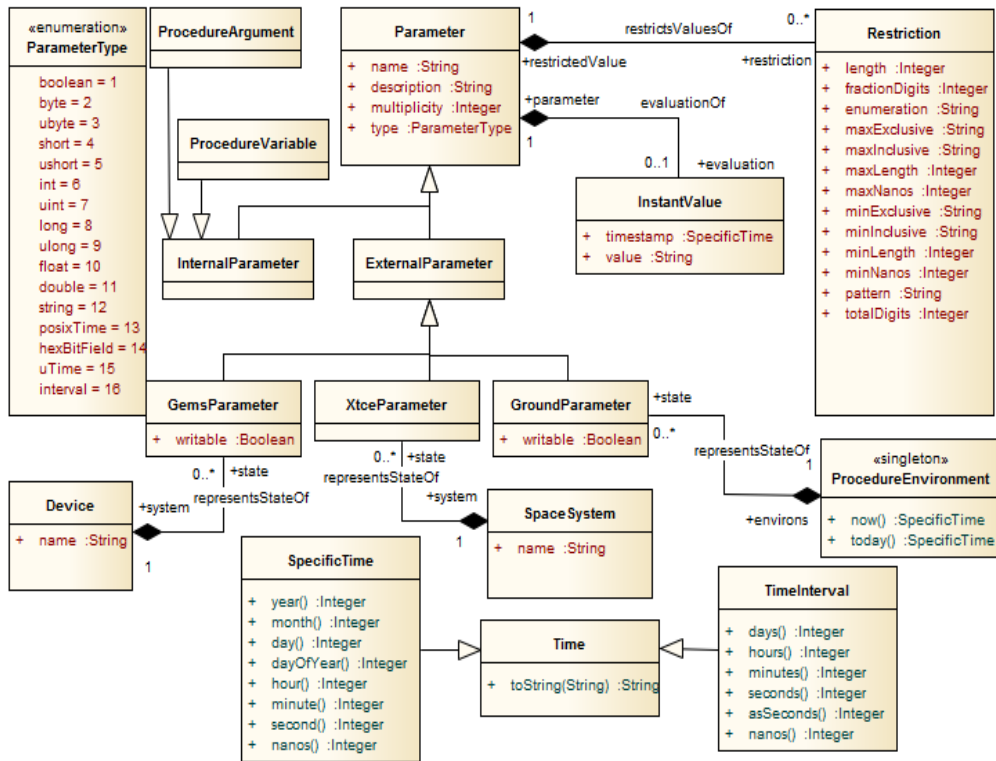 «enumeration»
ParameterType
boolean = 1
byte = 2
ubyte = 3
short = 4
ushort = 5
int = 6
uint = 7
long = 8
ulong = 9
float = 10
double = 11
string = 12
posixTime = 13
hexBitField = 14
uTime = 15
interval = 16
ProcedureArgument
ProcedureVariable
Parameter
+ name :String
+ description :String
+ multiplicity :Integer
+ type :ParameterType
1
restrictsValuesOf
0..*
+restrictedValue
+restriction
+parameter
evaluationOf
1
0..1
+evaluation
Restriction
+ length :Integer
+ fractionDigits :Integer
+ enumeration :String
+ maxExclusive :String
+ maxInclusive :String
+ maxLength :Integer
+ maxNanos :Integer
+ minExclusive :String
+ minInclusive :String
+ minLength :Integer
+ minNanos :Integer
+ pattern :String
+ totalDigits :Integer
InstantValue
+ timestamp :SpecificTime
+ value :String
InternalParameter
ExternalParameter
GemsParameter
+ writable :Boolean
XtceParameter
GroundParameter
+ writable :Boolean
+state
0..*
representsStateOf
1
+environs
«singleton»
ProcedureEnvironment
+ now() :SpecificTime
+ today() :SpecificTime
0..*
+state
representsStateOf
+system
1
Device
+ name :String
0..*
+state
representsStateOf
+system
1
SpaceSystem
+ name :String
SpecificTime
+ year() :Integer
+ month() :Integer
+ day() :Integer
+ dayOfYear() :Integer
+ hour() :Integer
+ minute() :Integer
+ second() :Integer
+ nanos() :Integer
Time
+ toString(String) :String
TimeInterval
+ days() :Integer
+ hours() :Integer
+ minutes() :Integer
+ seconds() :Integer
+ asSeconds() :Integer
+ nanos() :Integer